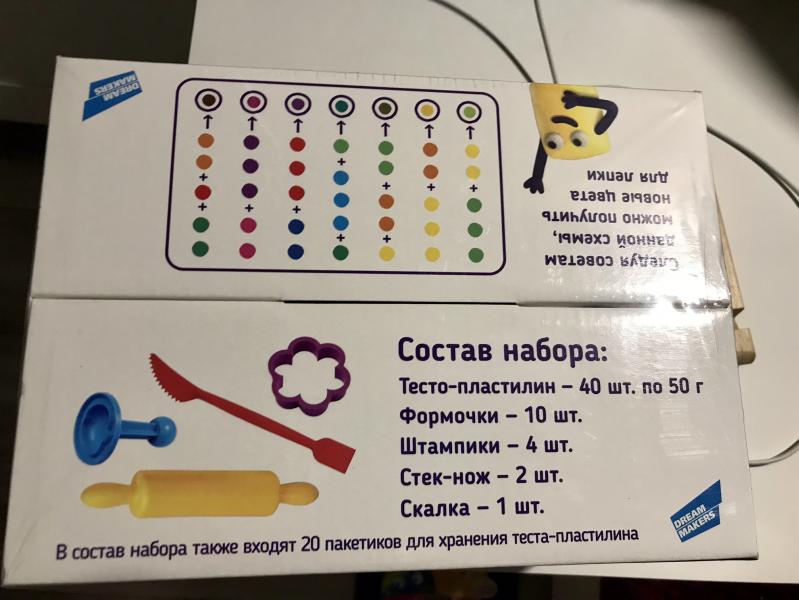 DREAM
MAKERS
Следуя советам
данной схемы,
можно получить
новые цвета
для лепки
Состав набора:
Тесто-пластилин – 40 шт. по 50 г
Формочки – 10 шт.
Штампики – 4 шт.
Стек-нож – 2 шт.
Скалка – 1 шт.
DREAM
MAKERS
В состав набора также входят 20 пакетиков для хранения теста-пластилина